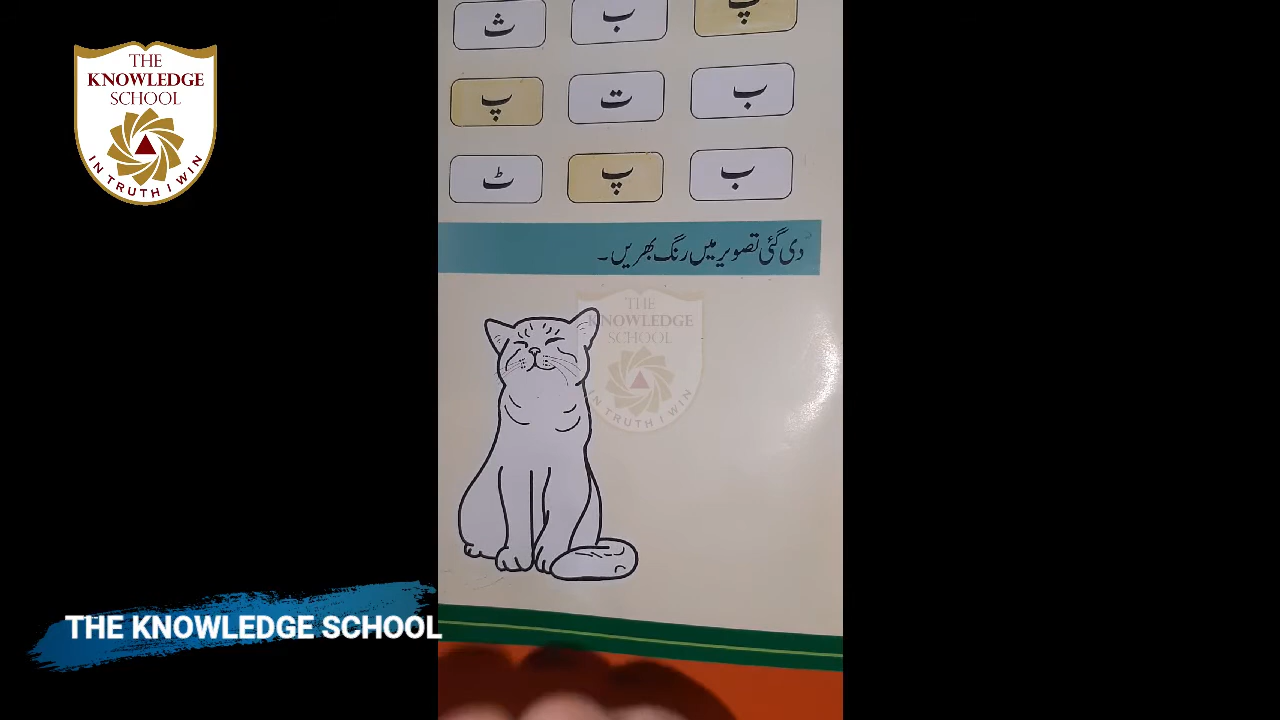 THE
KNOWLEDGE
SCHOOL
IN TRUTH I WIN
پ ب ث
ب ت پ
ب پ ٹ
دی گئی تصویر میں رنگ بھریں۔
THE
KNOWLEDGE
SCHOOL
IN TRUTH I WIN
THE KNOWLEDGE SCHOOL